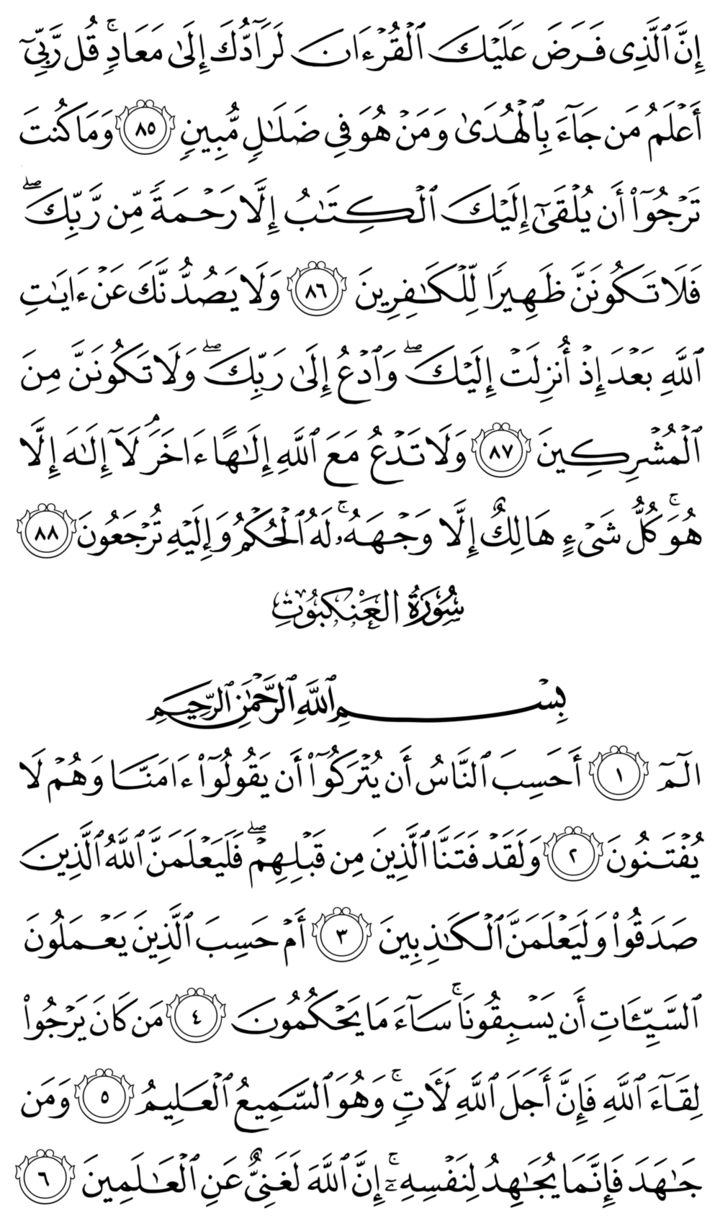 إِنَّ ٱلَّذِى فَرَضَ عَلَيْكَ ٱلْقُرْءَانَ لَرَآدُّكَ إِلَىٰ مَعَادٍۢ ۚ قُل رَّبِّىٓ
أَعْلَمُ مَن جَآءَ بِٱلْهُدَىٰ وَمَنْ هُوَ فِى ضَلَـٰلٍۢ مُّبِينٍۢ ٨٥ وَمَا كُنتَ
تَرْجُوٓا۟ أَن يُلْقَىٰٓ إِلَيْكَ ٱلْكِتَـٰبُ إِلَّا رَحْمَةًۭ مِّن رَّبِّكَ ۖ
فَلَا تَكُونَنَّ ظَهِيرًۭا لِّلْكَـٰفِرِينَ ٨٦ وَلَا يَصُدُّنَّكَ عَنْ ءَايَـٰتِ
ٱللَّهِ بَعْدَ إِذْ أُنزِلَتْ إِلَيْكَ ۖ وَٱدْعُ إِلَىٰ رَبِّكَ ۖ وَلَا تَكُونَنَّ مِنَ
ٱلْمُشْرِكِينَ ٨٧ وَلَا تَدْعُ مَعَ ٱللَّهِ إِلَـٰهًا ءَاخَرَ ۘ لَآ إِلَـٰهَ إِلَّا
هُوَ ۚ كُلُّ شَىْءٍ هَالِكٌ إِلَّا وَجْهَهُۥ ۚ لَهُ ٱلْحُكْمُ وَإِلَيْهِ تُرْجَعُونَ ٨٨
سُورَةُ العَنكَبُوتِ
بِسْمِ ٱللَّهِ ٱلرَّحْمَـٰنِ ٱلرَّحِيمِ
الٓمٓ ١ أَحَسِبَ ٱلنَّاسُ أَن يُتْرَكُوٓا۟ أَن يَقُولُوٓا۟ ءَامَنَّا وَهُمْ لَا
يُفْتَنُونَ ٢ وَلَقَدْ فَتَنَّا ٱلَّذِينَ مِن قَبْلِهِمْ ۖ فَلَيَعْلَمَنَّ ٱللَّهُ ٱلَّذِينَ
صَدَقُوا۟ وَلَيَعْلَمَنَّ ٱلْكَـٰذِبِينَ ٣ أَمْ حَسِبَ ٱلَّذِينَ يَعْمَلُونَ
ٱلسَّيِّـَٔاتِ أَن يَسْبِقُونَا ۚ سَآءَ مَا يَحْكُمُونَ ٤ مَن كَانَ يَرْجُوا۟
لِقَآءَ ٱللَّهِ فَإِنَّ أَجَلَ ٱللَّهِ لَـَٔاتٍۢ ۚ وَهُوَ ٱلسَّمِيعُ ٱلْعَلِيمُ ٥ وَمَن
جَـٰهَدَ فَإِنَّمَا يُجَـٰهِدُ لِنَفْسِهِۦٓ ۚ إِنَّ ٱللَّهَ لَغَنِىٌّ عَنِ ٱلْعَـٰلَمِينَ ٦